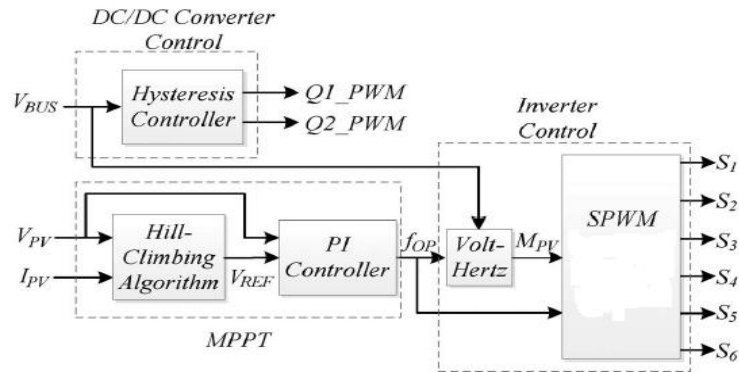 DC/DC Converter
Control
V_BUS
Hysteresis
Controller
Q1_PWM
Q2_PWM
Inverter
Control
V_PV
I_PV
Hill-
Climbing
Algorithm
V_REF
PI
Controller
f_OP
MPPT
Volt-
Hertz
M_PV
SPWM
S_1
S_2
S_3
S_4
S_5
S_6